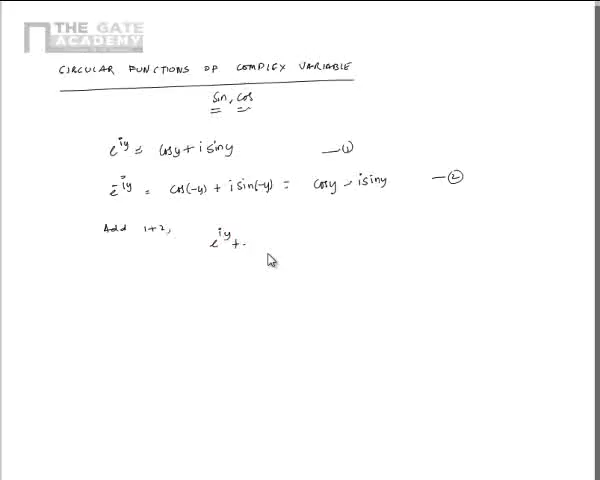 THE GATE
ACADEMY
CIRCULAR FUNCTIONS OF COMPLEX VARIABLE
sin, cos
e^iy = cosy + i siny —(1)
e^-iy = cos(-y) + i sin(-y) = cosy - i siny —(2)
Add 1+2, e^iy +